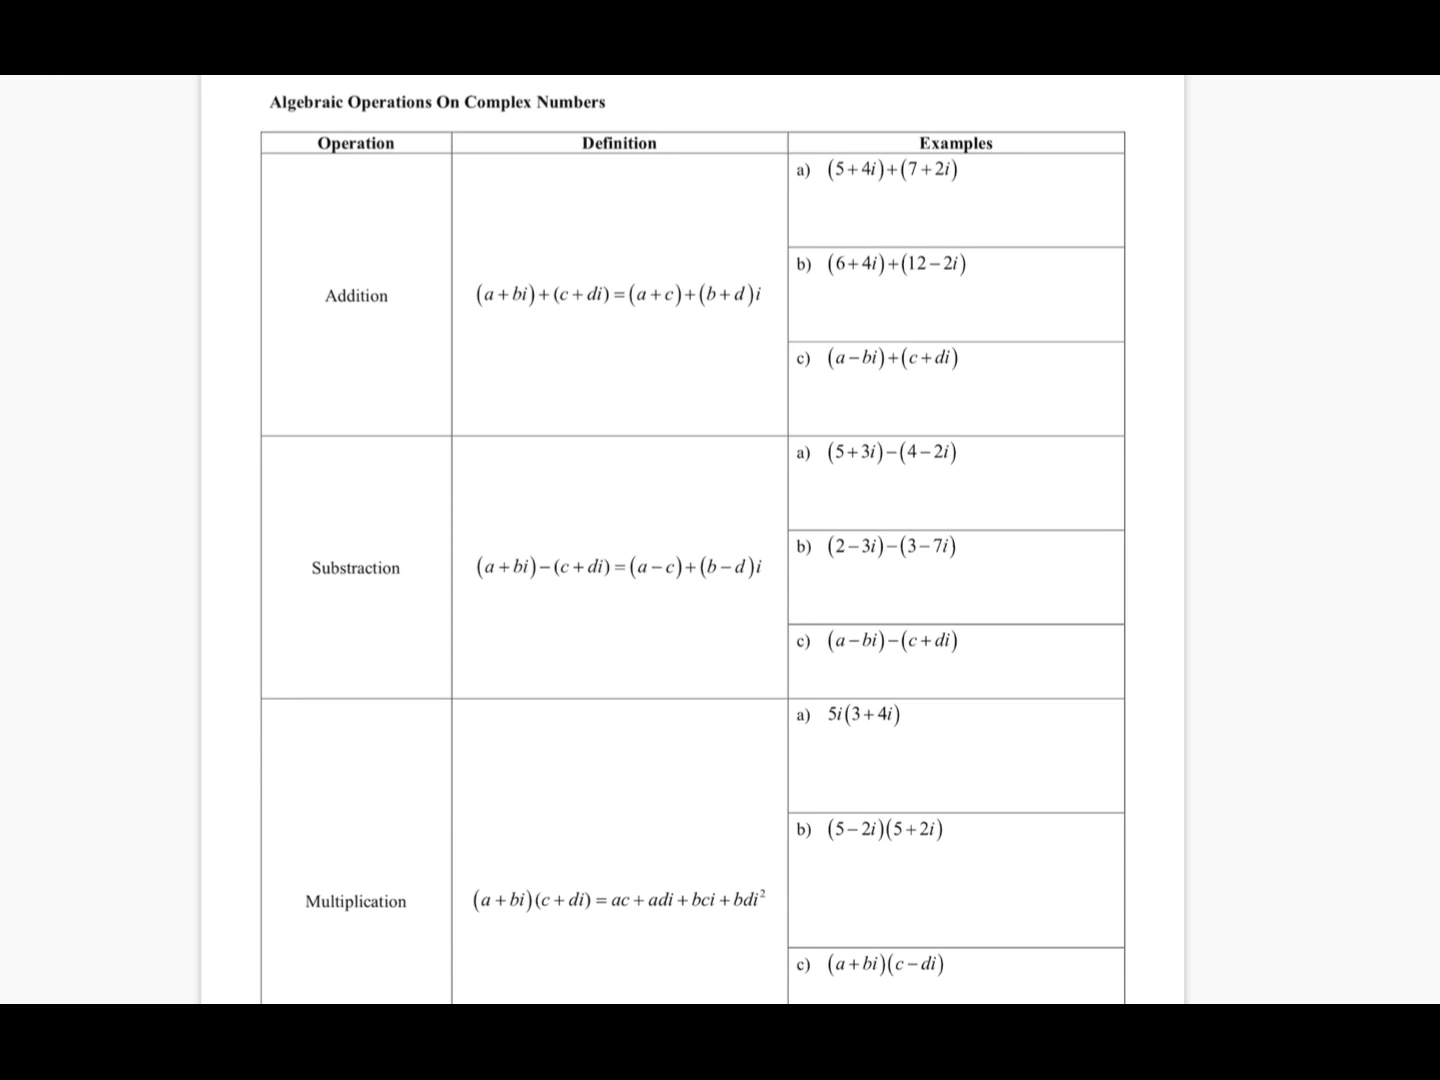 Algebraic Operations On Complex Numbers
Operation Definition Examples
Addition
(a+bi)+(c+di)=(a+c)+(b+d)i
a) (5+4i)+(7+2i)
b) (6+4i)+(12−2i)
c) (a−bi)+(c+di)
Substraction
(a+bi)−(c+di)=(a−c)+(b−d)i
a) (5+3i)−(4−2i)
b) (2−3i)−(3−7i)
c) (a−bi)−(c+di)
Multiplication
(a+bi)(c+di)=ac+adi+bci+bdi²
a) 5i(3+4i)
b) (5−2i)(5+2i)
c) (a+bi)(c−di)